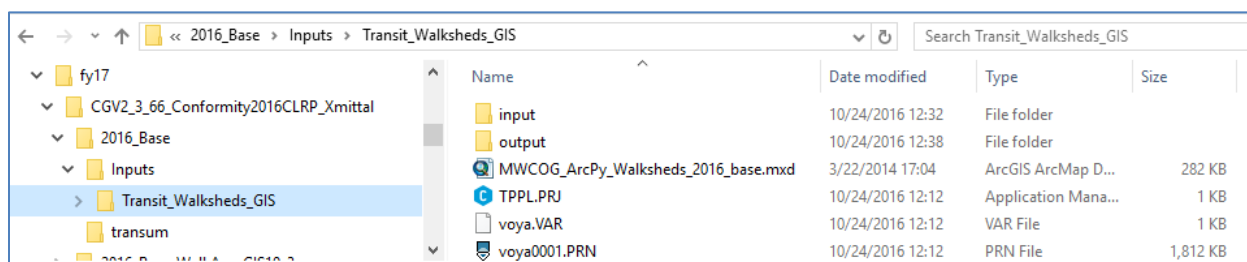 « 2016_Base > Inputs > Transit_Walksheds_GIS
Search Transit_Walksheds_GIS
fy17
CGV2_3_66_Conformity2016CLRP_Xmittal
2016_Base
Inputs
Transit_Walksheds_GIS
transum
Name Date modified Type Size
input 10/24/2016 12:32 File folder
output 10/24/2016 12:38 File folder
MWCOG_ArcPy_Walksheds_2016_base.mxd 3/22/2014 17:04 ArcGIS ArcMap D... 282 KB
TPPL.PRJ 10/24/2016 12:12 Application Mana... 1 KB
voya.VAR 10/24/2016 12:12 VAR File 1 KB
voya0001.PRN 10/24/2016 12:12 PRN File 1,812 KB